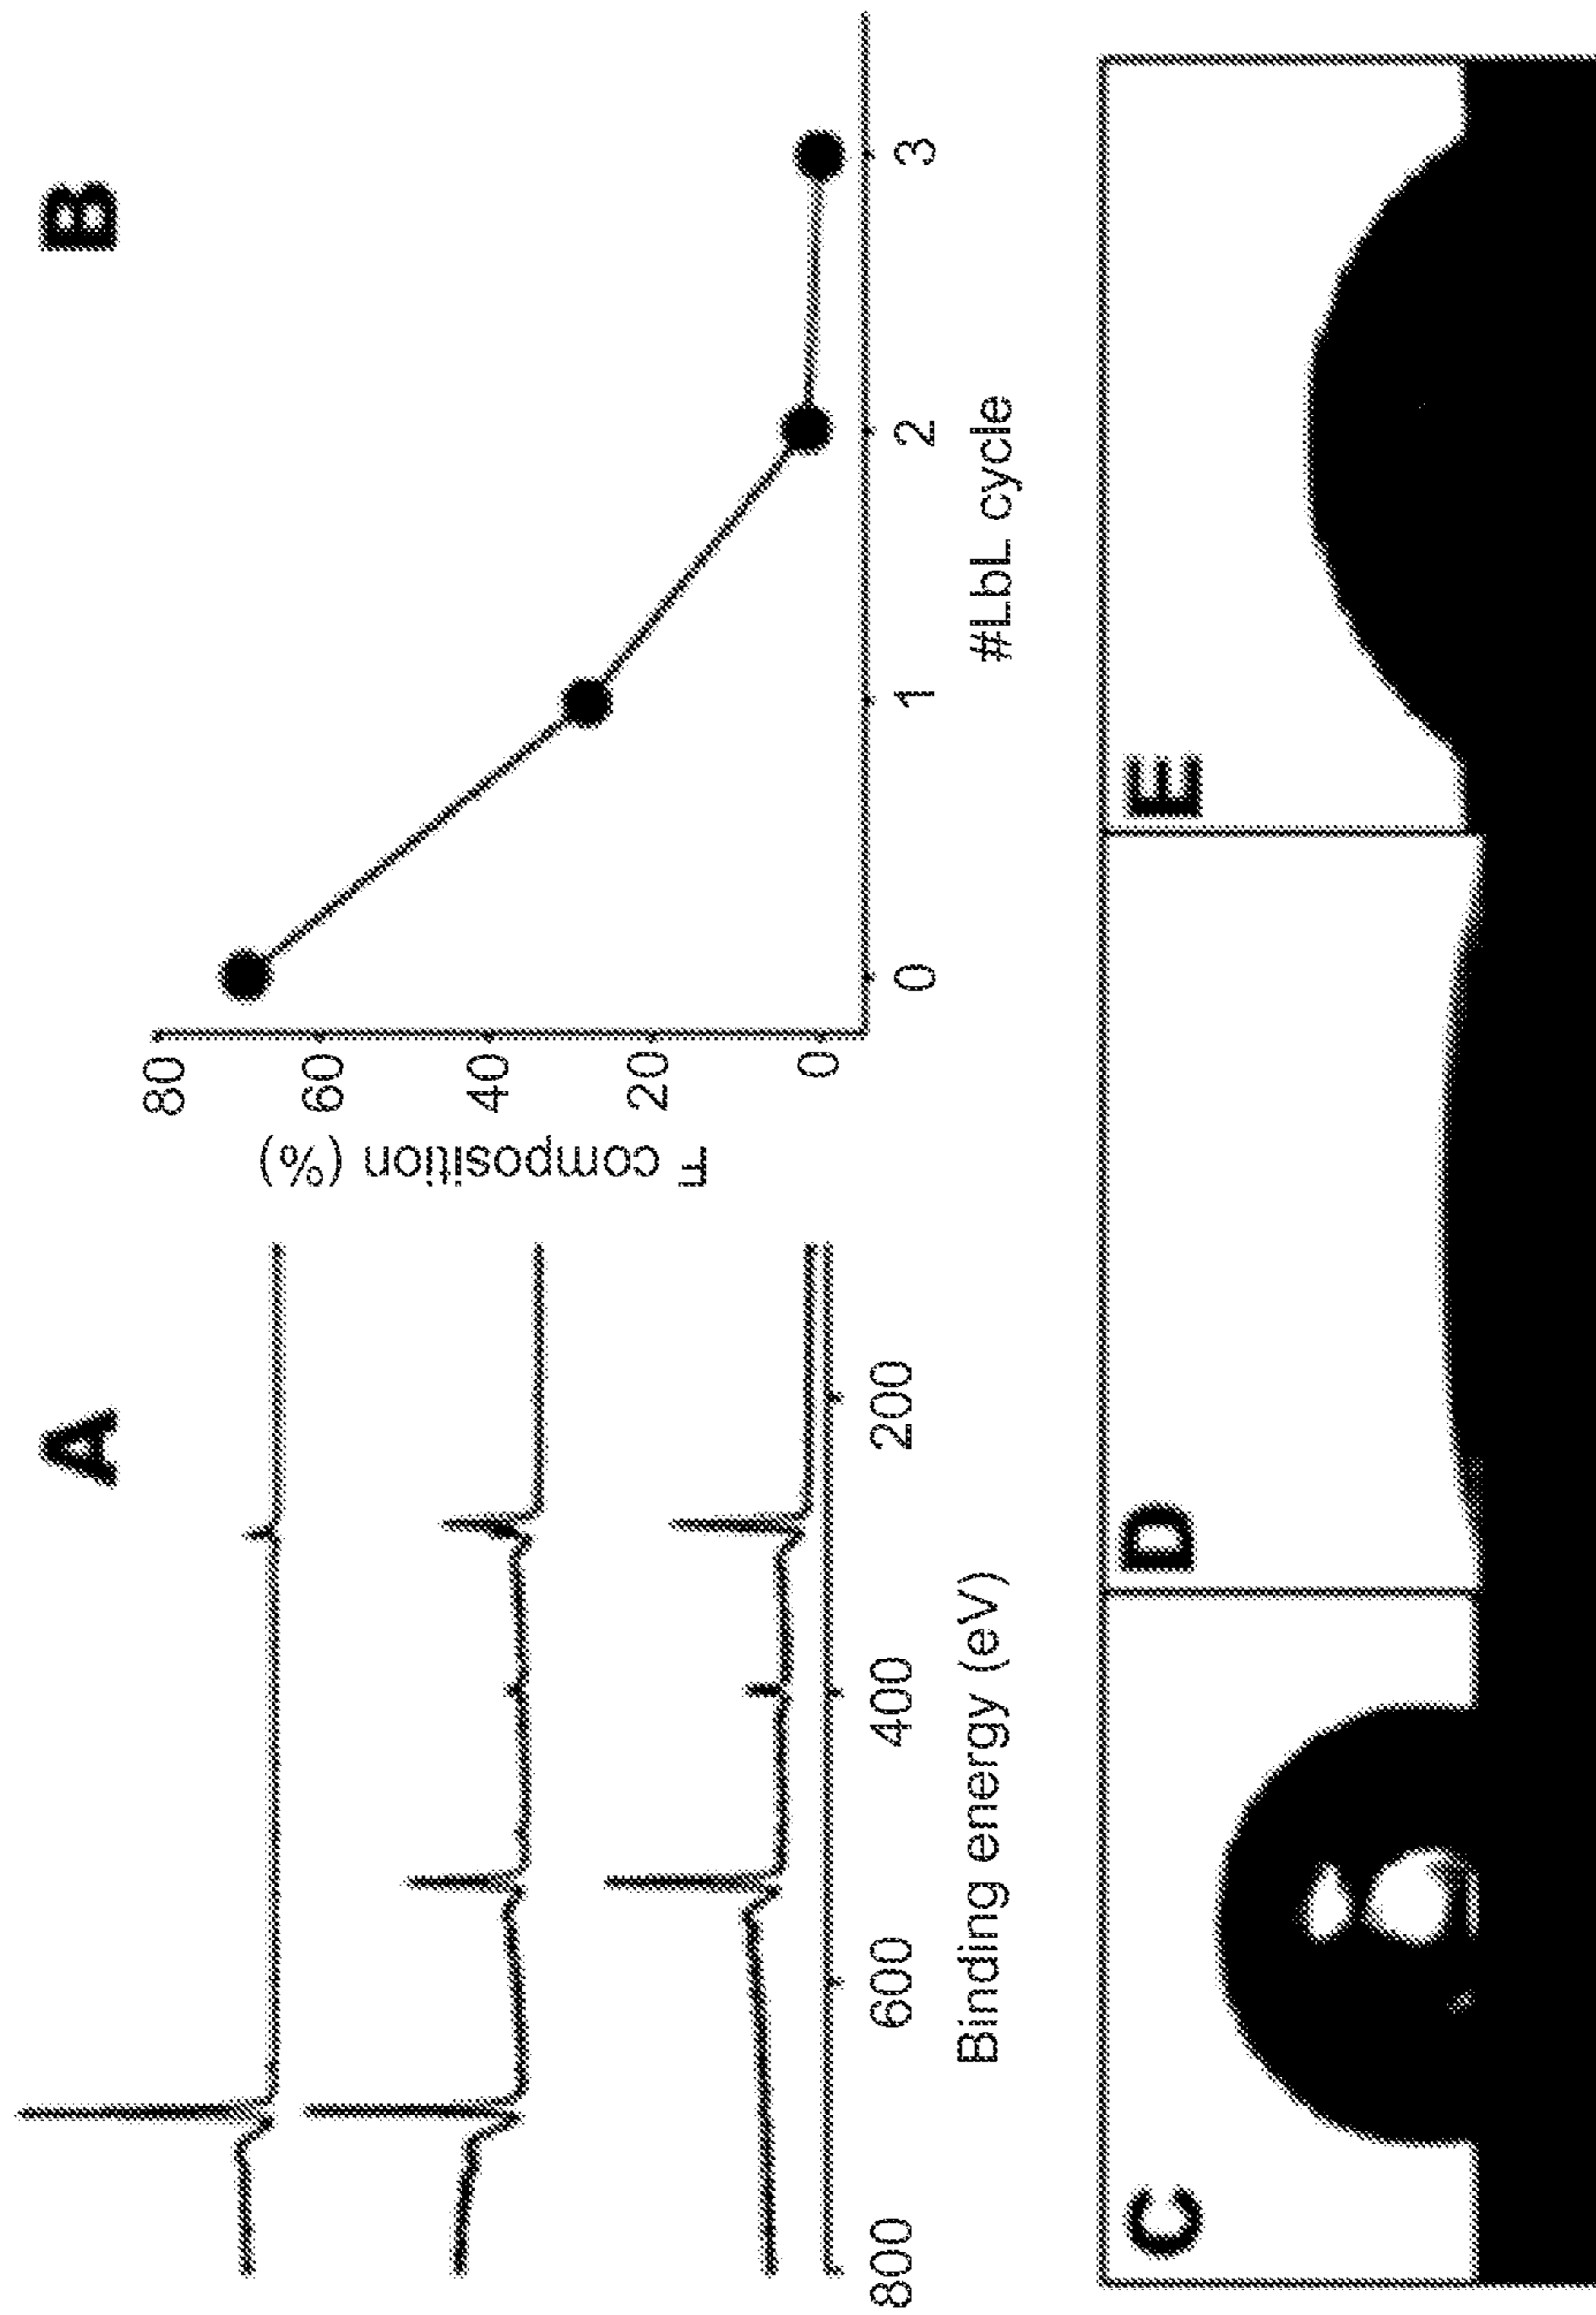 A
800
600
400
200
Binding energy (eV)
B
F composition (%)
80
60
40
20
0
0
1
2
3
#LbL cycle
C
D
E